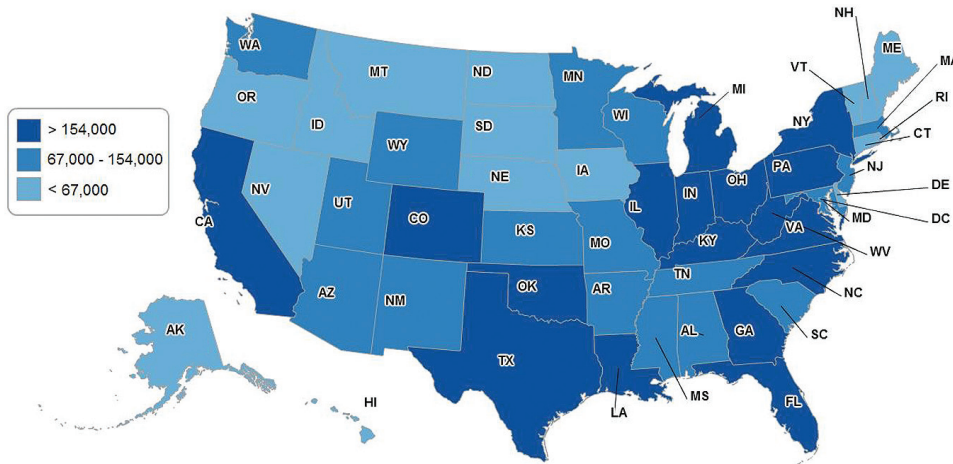 > 154,000
67,000 - 154,000
< 67,000
WA
OR
CA
NV
ID
MT
WY
UT
AZ
CO
NM
ND
SD
NE
KS
OK
TX
MN
IA
MO
AR
LA
WI
IL
MI
IN
OH
KY
TN
MS
AL
GA
FL
SC
NC
VA
WV
PA
NY
VT
NH
ME
MA
RI
CT
NJ
DE
MD
DC
AK
HI